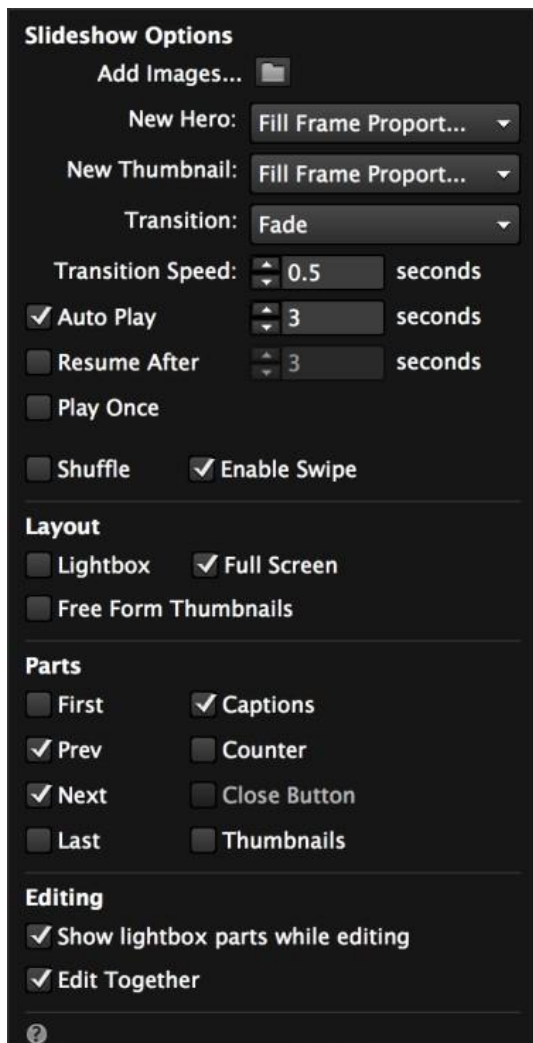 Slideshow Options
Add Images...
New Hero: Fill Frame Proport...
New Thumbnail: Fill Frame Proport...
Transition: Fade
Transition Speed: 0.5 seconds
Auto Play 3 seconds
Resume After 3 seconds
Play Once
Shuffle Enable Swipe
Layout
Lightbox Full Screen
Free Form Thumbnails
Parts
First Captions
Prev Counter
Next Close Button
Last Thumbnails
Editing
Show lightbox parts while editing
Edit Together
?